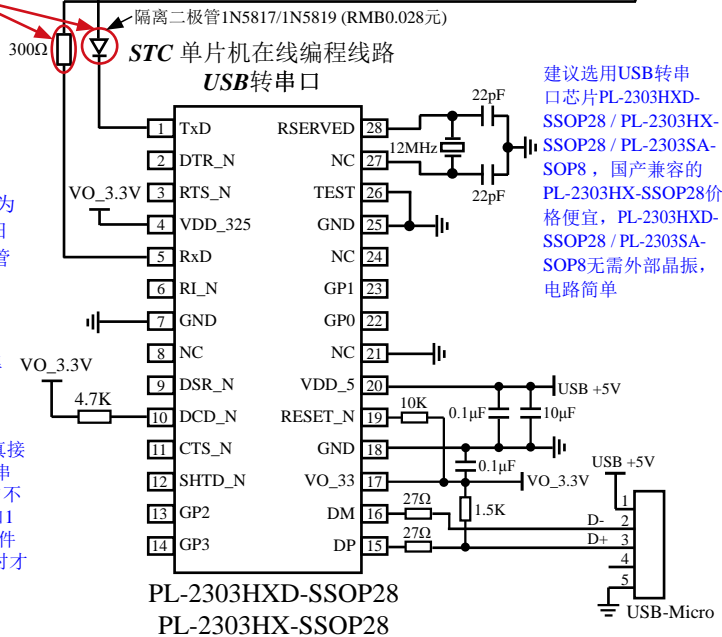 隔离二极管1N5817/1N5819 (RMB0.028元)
300Ω
STC 单片机在线编程线路
USB转串口
建议选用USB转串
口芯片PL-2303HXD-
SSOP28 / PL-2303HX-
SSOP28 / PL-2303SA-
SOP8，国产兼容的
PL-2303HX-SSOP28价
格便宜，PL-2303HXD-
SSOP28 / PL-2303SA-
SOP8无需外部晶振，
电路简单
22pF
12MHz
22pF
1 TxD RSERVED 28
2 DTR_N NC 27
VO_3.3V
3 RTS_N TEST 26
4 VDD_325 GND 25
5 RxD NC 24
6 RI_N GP1 23
7 GND GP0 22
8 NC NC 21
VO_3.3V
9 DSR_N VDD_5 20
USB +5V
4.7K
10 DCD_N RESET_N 19
10K
0.1μF
10μF
11 CTS_N GND 18
0.1μF
12 SHTD_N VO_33 17
VO_3.3V
13 GP2 DM 16
27Ω
1.5K
14 GP3 DP 15
27Ω
USB +5V
1
D- 2
D+ 3
4
5
USB-Micro
为
管
接
串
不
1
件
才
PL-2303HXD-SSOP28
PL-2303HX-SSOP28